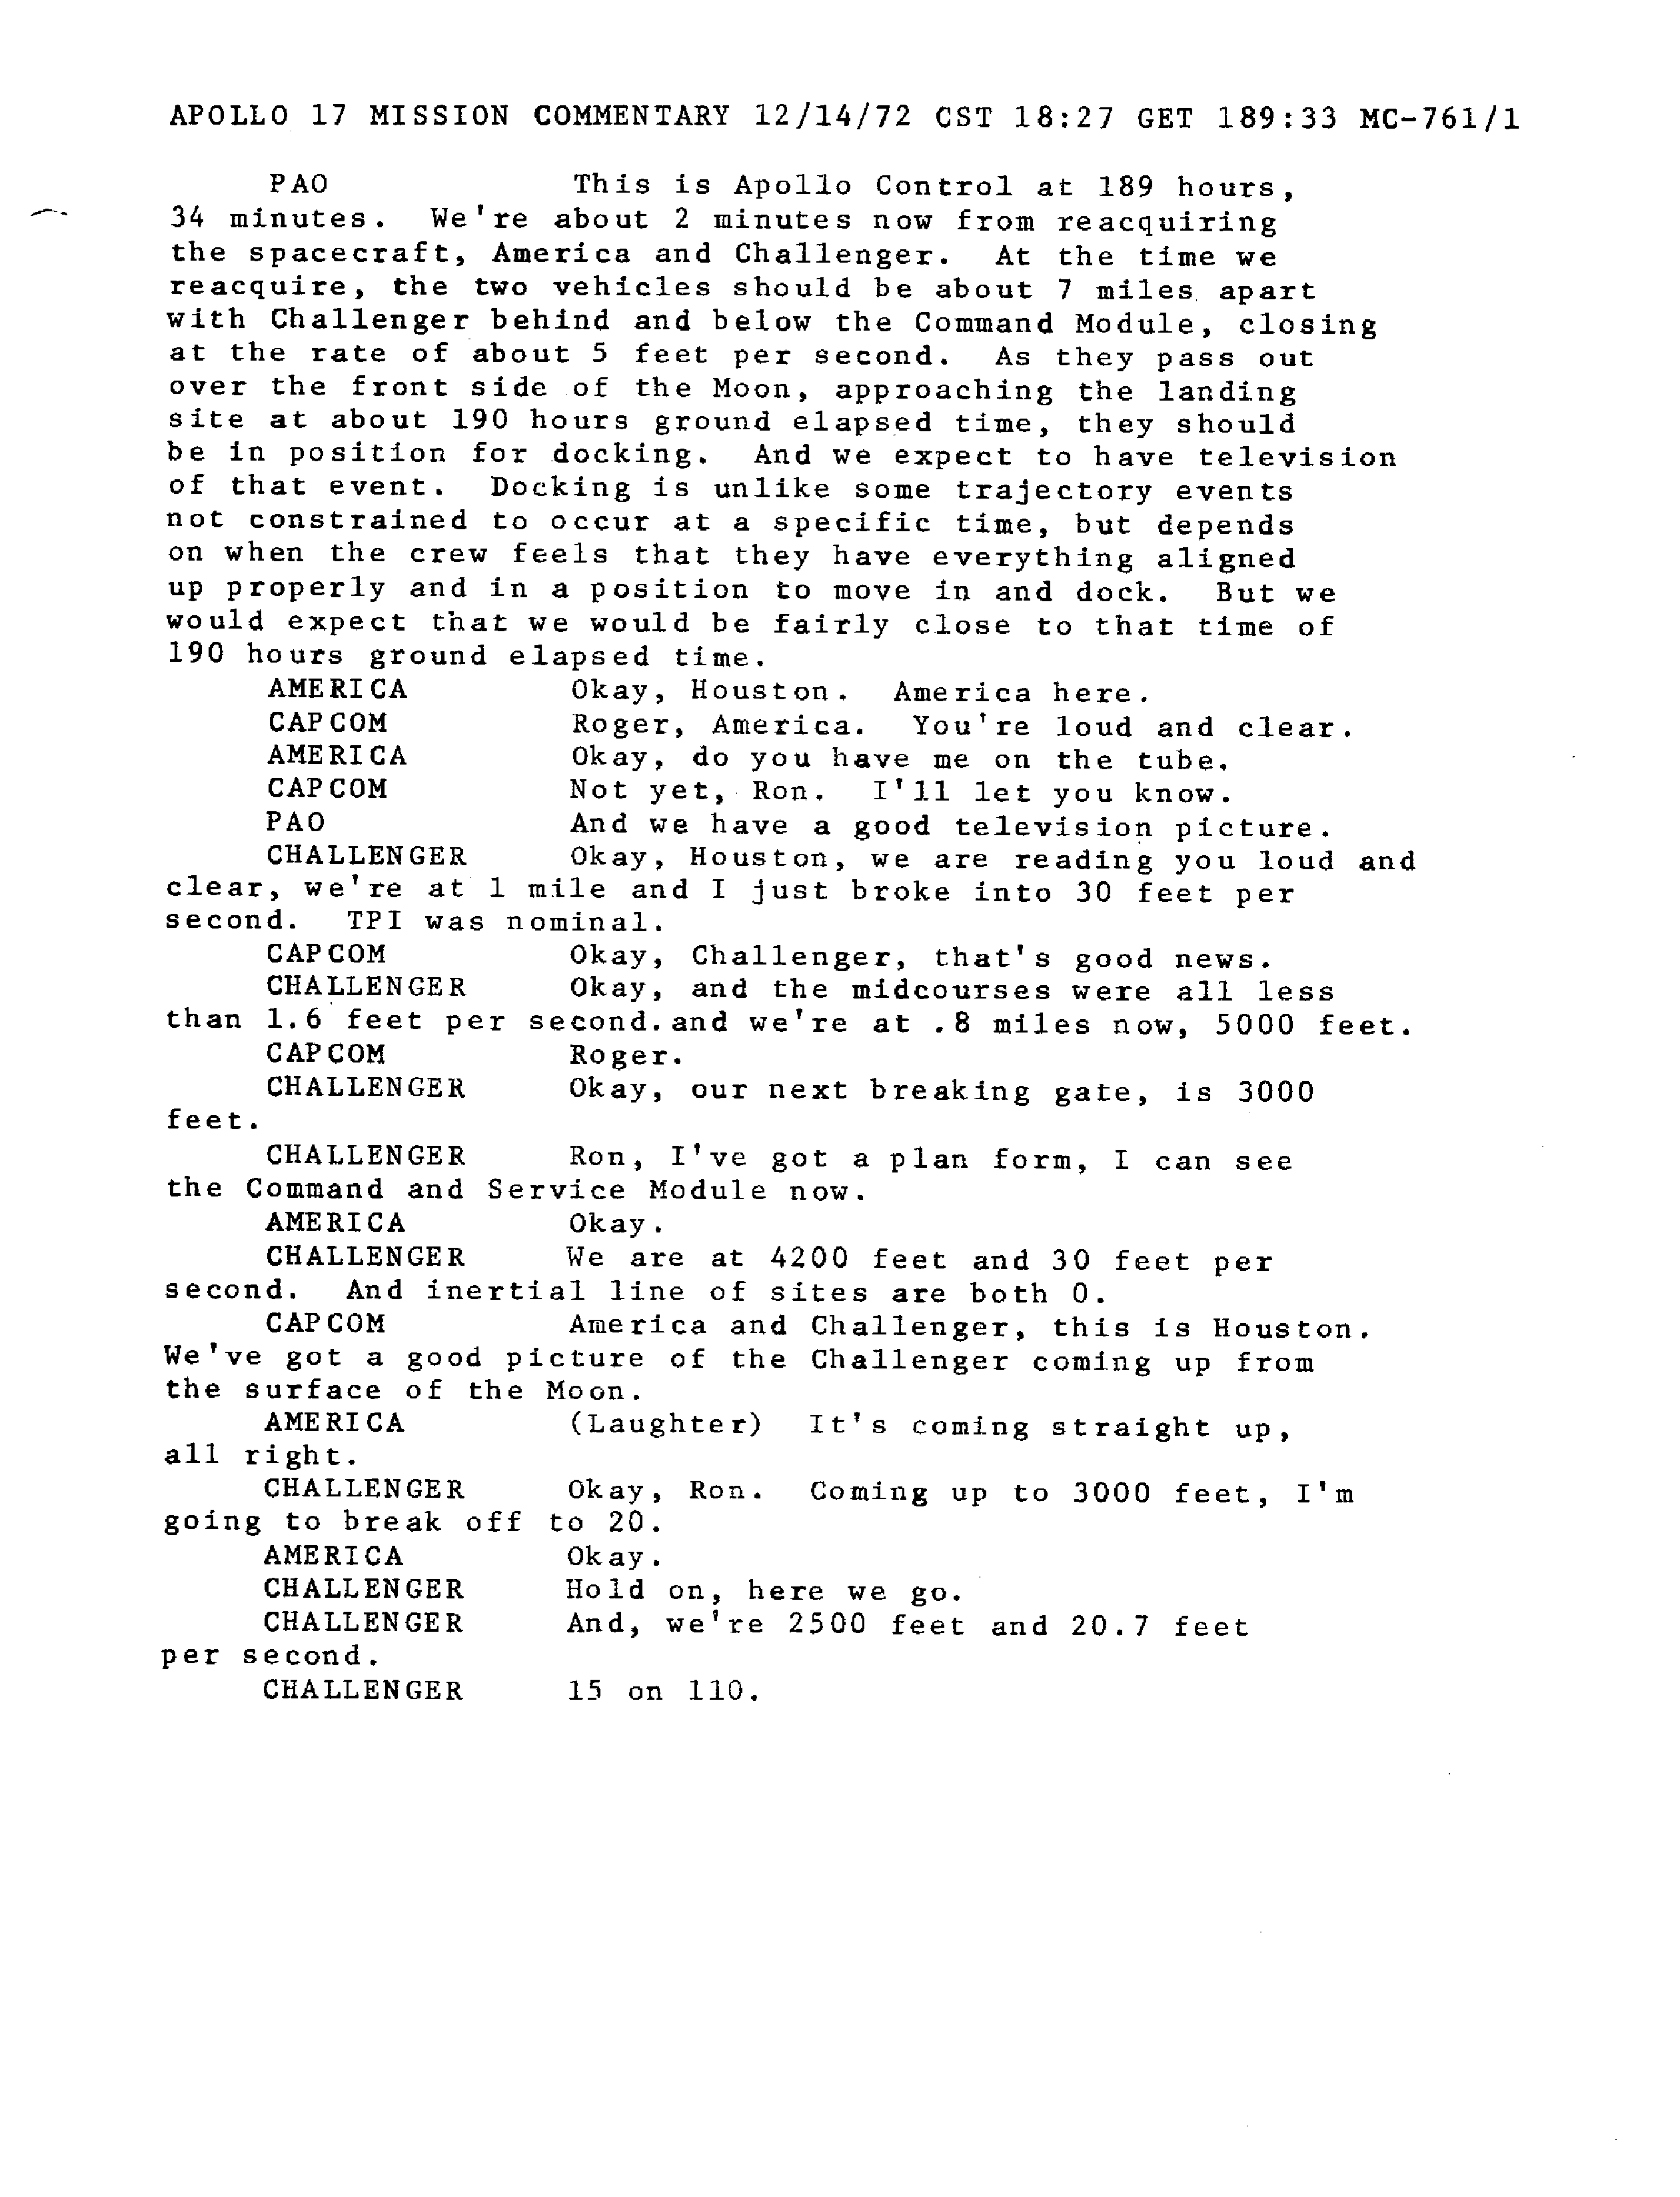 APOLLO 17 MISSION COMMENTARY 12/14/72 CST 18:27 GET 189:33 MC-761/1
PAO This is Apollo Control at 189 hours,
34 minutes. We're about 2 minutes now from reacquiring
the spacecraft, America and Challenger. At the time we
reacquire, the two vehicles should be about 7 miles apart
with Challenger behind and below the Command Module, closing
at the rate of about 5 feet per second. As they pass out
over the front side of the Moon, approaching the landing
site at about 190 hours ground elapsed time, they should
be in position for docking. And we expect to have television
of that event. Docking is unlike some trajectory events
not constrained to occur at a specific time, but depends
on when the crew feels that they have everything aligned
up properly and in a position to move in and dock. But we
would expect that we would be fairly close to that time of
190 hours ground elapsed time.
AMERICA Okay, Houston. America here.
CAPCOM Roger, America. You're loud and clear.
AMERICA Okay, do you have me on the tube.
CAPCOM Not yet, Ron. I'll let you know.
PAO And we have a good television picture.
CHALLENGER Okay, Houston, we are reading you loud and
clear, we're at 1 mile and I just broke into 30 feet per
second. TPI was nominal.
CAPCOM Okay, Challenger, that's good news.
CHALLENGER Okay, and the midcourses were all less
than 1.6 feet per second.and we're at .8 miles now, 5000 feet.
CAPCOM Roger.
CHALLENGER Okay, our next breaking gate, is 3000
feet.
CHALLENGER Ron, I've got a plan form, I can see
the Command and Service Module now.
AMERICA Okay.
CHALLENGER We are at 4200 feet and 30 feet per
second. And inertial line of sites are both 0.
CAPCOM America and Challenger, this is Houston.
We've got a good picture of the Challenger coming up from
the surface of the Moon.
AMERICA (Laughter) It's coming straight up,
all right.
CHALLENGER Okay, Ron. Coming up to 3000 feet, I'm
going to break off to 20.
AMERICA Okay.
CHALLENGER Hold on, here we go.
CHALLENGER And, we're 2500 feet and 20.7 feet
per second.
CHALLENGER 15 on 110.